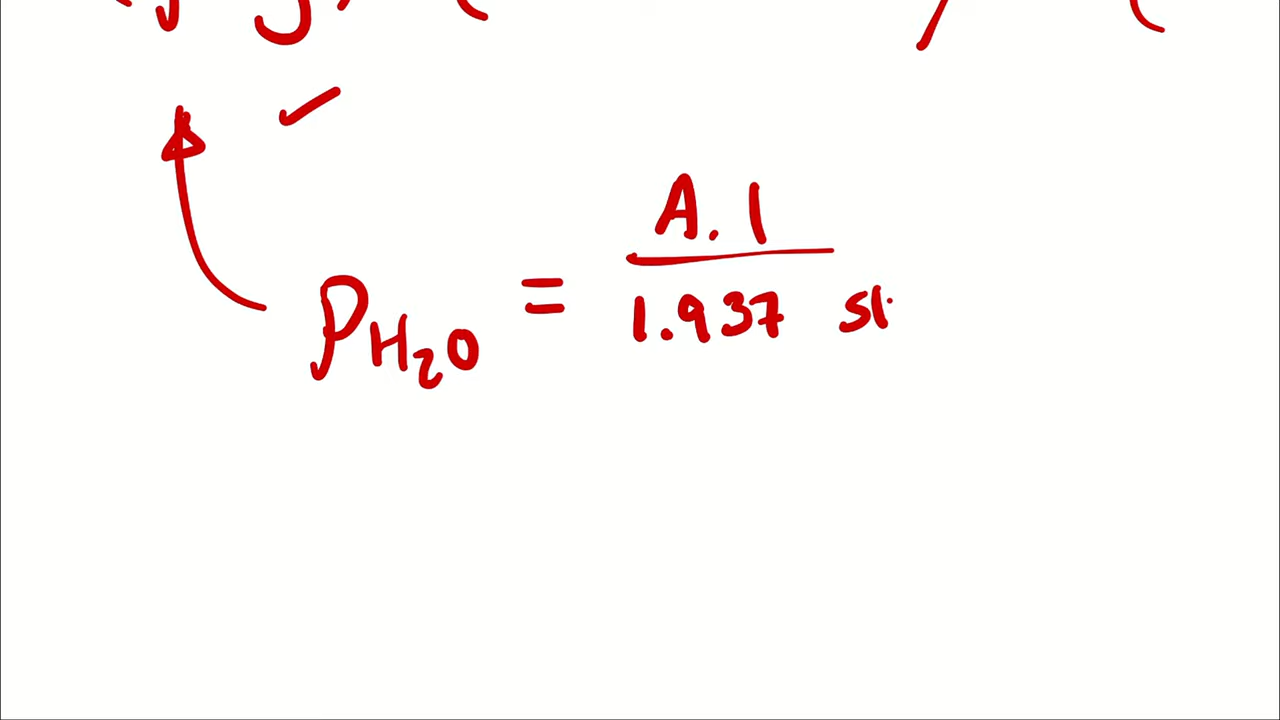 A.1
ρH₂O = 1.937 sl